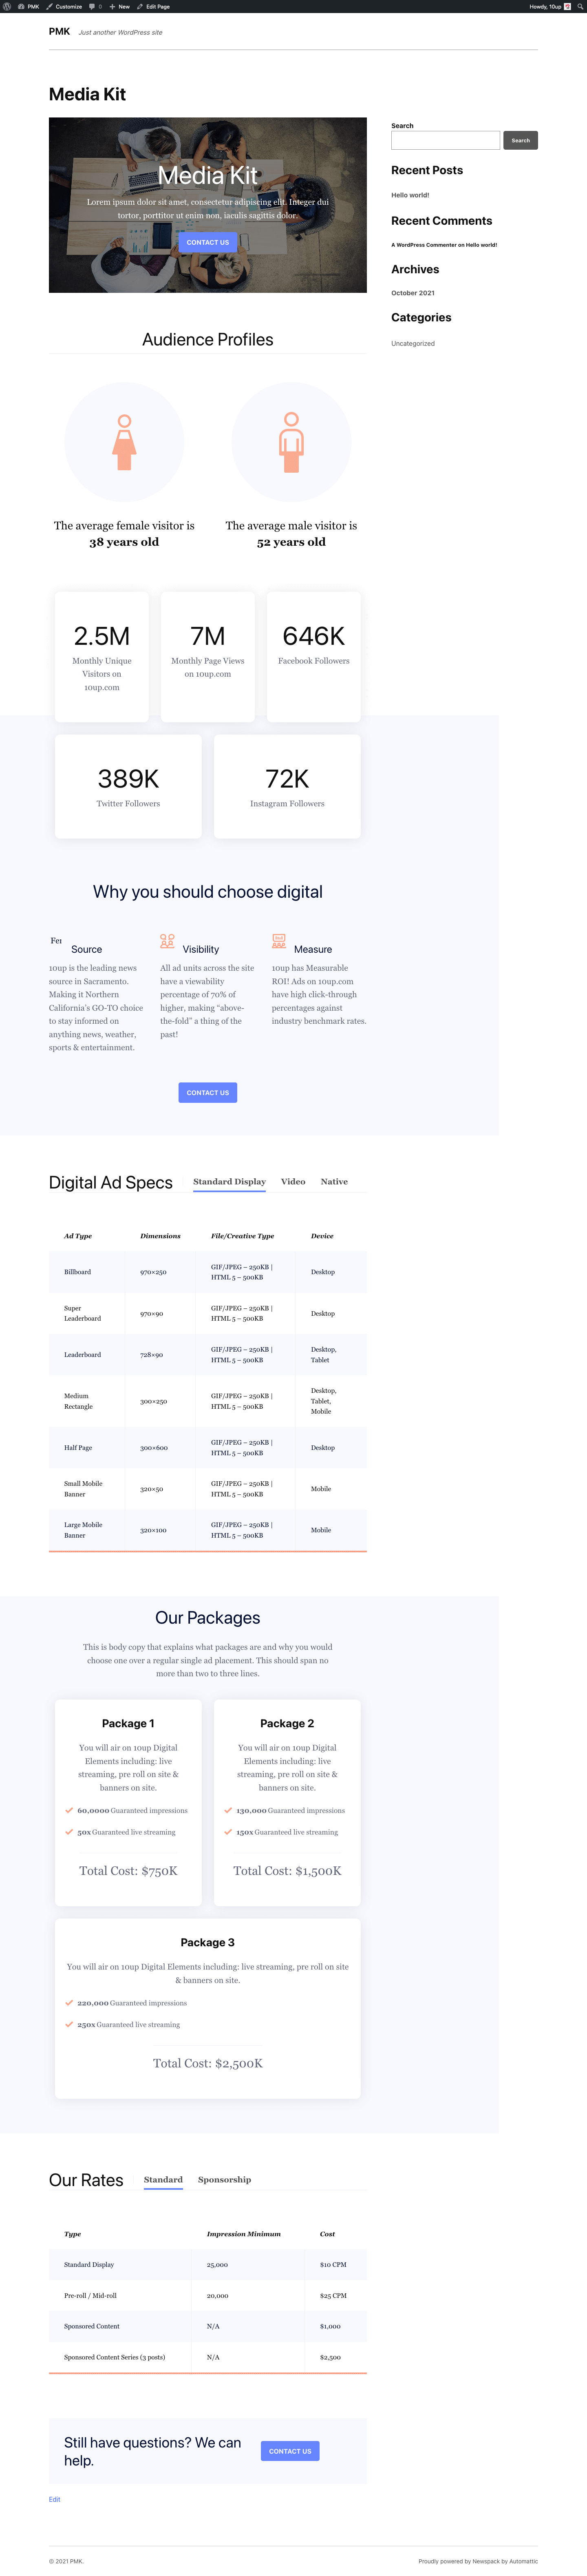 PMK Customize 0 New Edit Page Howdy, 10up
PMK Just another WordPress site
Media Kit
Media Kit
Lorem ipsum dolor sit amet, consectetur adipiscing elit. Integer dui
tortor, porttitor ut enim non, iaculis sagittis dolor.
CONTACT US
Search
Search
Recent Posts
Hello world!
Recent Comments
A WordPress Commenter on Hello world!
Archives
October 2021
Categories
Uncategorized
Audience Profiles
The average female visitor is
38 years old
The average male visitor is
52 years old
2.5M
Monthly Unique
Visitors on
10up.com
7M
Monthly Page Views
on 10up.com
646K
Facebook Followers
389K
Twitter Followers
72K
Instagram Followers
Why you should choose digital
Source
10up is the leading news
source in Sacramento.
Making it Northern
California's GO-TO choice
to stay informed on
anything news, weather,
sports & entertainment.
Visibility
All ad units across the site
have a viewability
percentage of 70% of
higher, making "above-
the-fold" a thing of the
past!
Measure
10up has Measurable
ROI! Ads on 10up.com
have high click-through
percentages against
industry benchmark rates.
CONTACT US
Digital Ad Specs Standard Display Video Native
Ad Type Dimensions File/Creative Type Device
Billboard 970×250 GIF/JPEG – 250KB |
HTML 5 – 500KB Desktop
Super
Leaderboard 970×90 GIF/JPEG – 250KB |
HTML 5 – 500KB Desktop
Leaderboard 728×90 GIF/JPEG – 250KB |
HTML 5 – 500KB Desktop,
Tablet
Medium
Rectangle 300×250 GIF/JPEG – 250KB |
HTML 5 – 500KB Desktop,
Tablet,
Mobile
Half Page 300×600 GIF/JPEG – 250KB |
HTML 5 – 500KB Desktop
Small Mobile
Banner 320×50 GIF/JPEG – 250KB |
HTML 5 – 500KB Mobile
Large Mobile
Banner 320×100 GIF/JPEG – 250KB |
HTML 5 – 500KB Mobile
Our Packages
This is body copy that explains what packages are and why you would
choose one over a regular single ad placement. This should span no
more than two to three lines.
Package 1
You will air on 10up Digital
Elements including: live
streaming, pre roll on site &
banners on site.
60,0000 Guaranteed impressions
50x Guaranteed live streaming
Total Cost: $750K
Package 2
You will air on 10up Digital
Elements including: live
streaming, pre roll on site &
banners on site.
130,000 Guaranteed impressions
150x Guaranteed live streaming
Total Cost: $1,500K
Package 3
You will air on 10up Digital Elements including: live streaming, pre roll on site
& banners on site.
220,000 Guaranteed impressions
250x Guaranteed live streaming
Total Cost: $2,500K
Our Rates Standard Sponsorship
Type Impression Minimum Cost
Standard Display 25,000 $10 CPM
Pre-roll / Mid-roll 20,000 $25 CPM
Sponsored Content N/A $1,000
Sponsored Content Series (3 posts) N/A $2,500
Still have questions? We can
help.
CONTACT US
Edit
© 2021 PMK.
Proudly powered by Newspack by Automattic